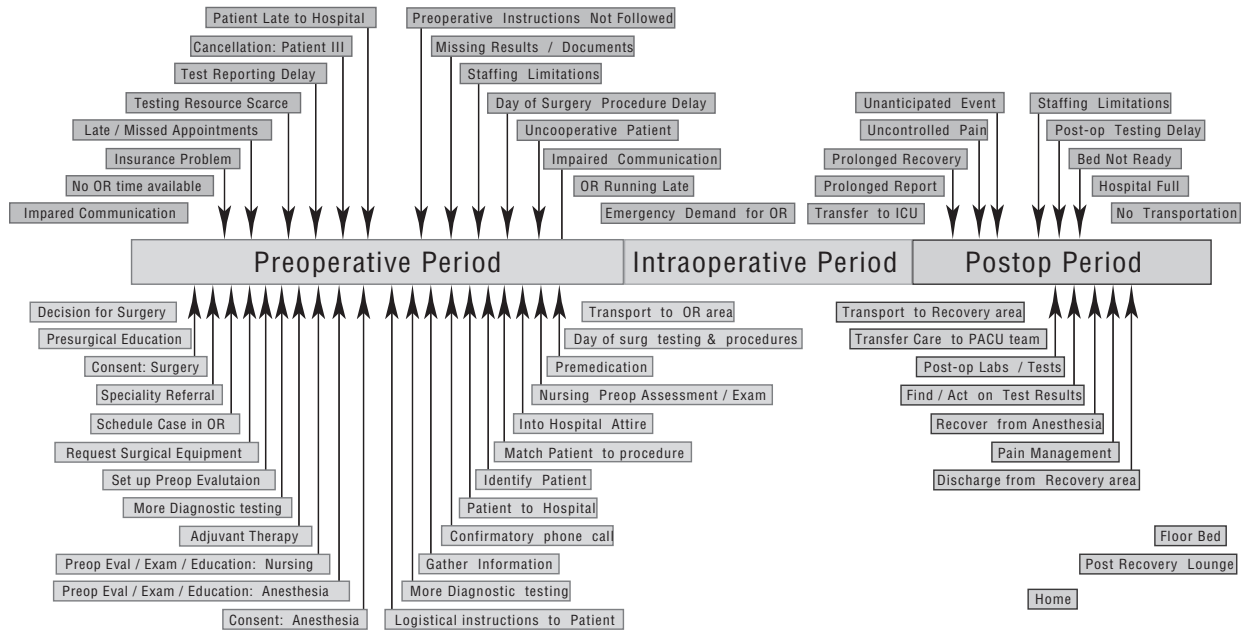 Patient Late to Hospital
Cancellation: Patient III
Test Reporting Delay
Testing Resource Scarce
Late / Missed Appointments
Insurance Problem
No OR time available
Impared Communication
Preoperative Instructions Not Followed
Missing Results / Documents
Staffing Limitations
Day of Surgery Procedure Delay
Uncooperative Patient
Impaired Communication
OR Running Late
Emergency Demand for OR
Unanticipated Event
Uncontrolled Pain
Prolonged Recovery
Prolonged Report
Transfer to ICU
Staffing Limitations
Post-op Testing Delay
Bed Not Ready
Hospital Full
No Transportation
Preoperative Period
Intraoperative Period
Postop Period
Decision for Surgery
Presurgical Education
Consent: Surgery
Speciality Referral
Schedule Case in OR
Request Surgical Equipment
Set up Preop Evalutaion
More Diagnostic testing
Adjuvant Therapy
Preop Eval / Exam / Education: Nursing
Preop Eval / Exam / Education: Anesthesia
Consent: Anesthesia
Transport to OR area
Day of surg testing & procedures
Premedication
Nursing Preop Assessment / Exam
Into Hospital Attire
Match Patient to procedure
Identify Patient
Patient to Hospital
Confirmatory phone call
Gather Information
More Diagnostic testing
Logistical instructions to Patient
Transport to Recovery area
Transfer Care to PACU team
Post-op Labs / Tests
Find / Act on Test Results
Recover from Anesthesia
Pain Management
Discharge from Recovery area
Floor Bed
Post Recovery Lounge
Home